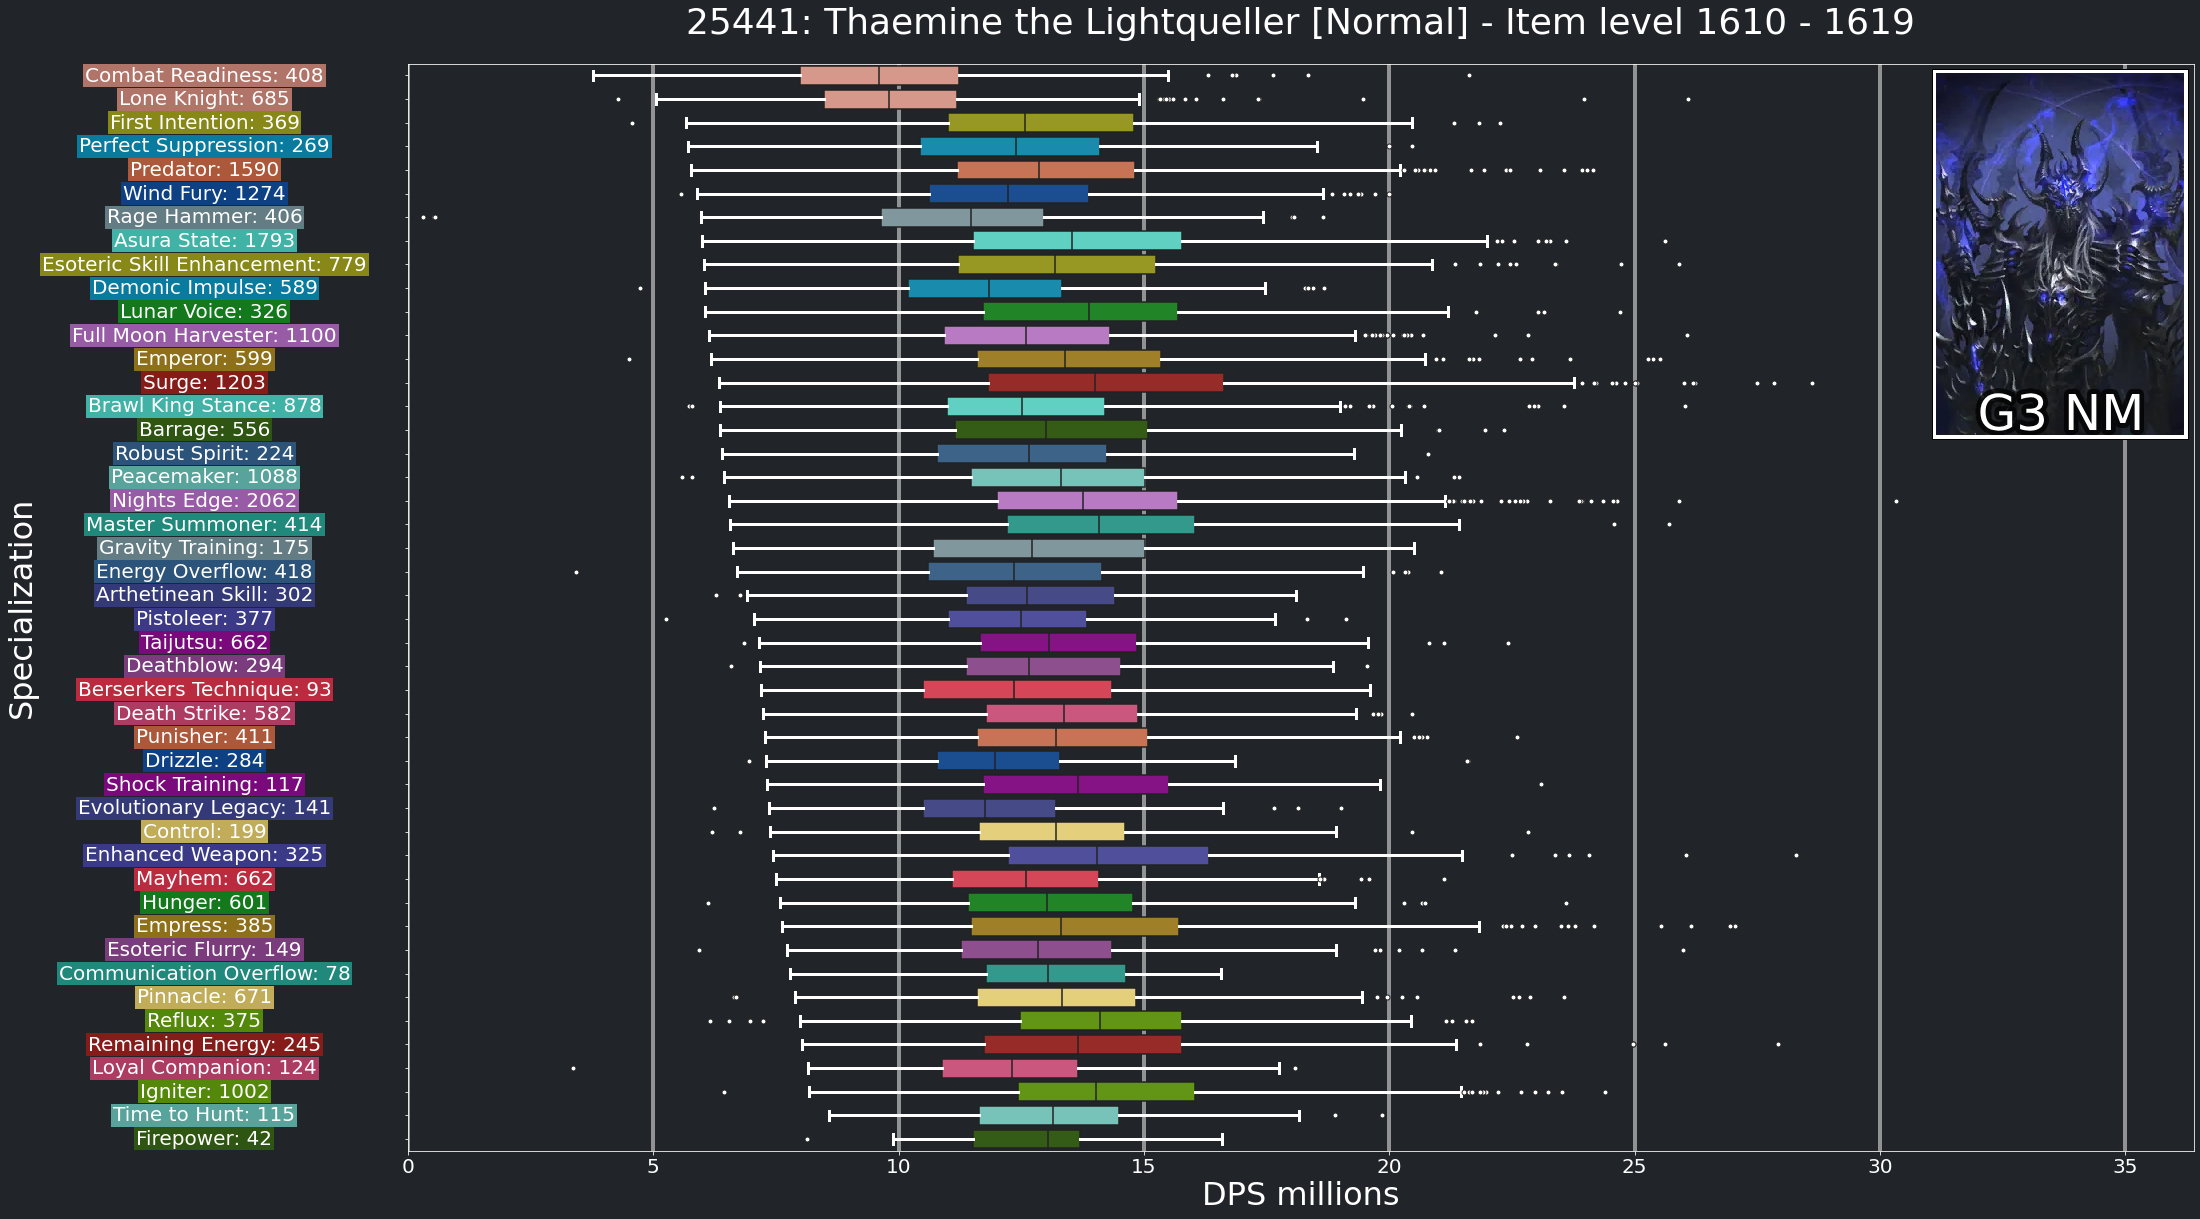 25441: Thaemine the Lightqueller [Normal] - Item level 1610 - 1619
Combat Readiness: 408
Lone Knight: 685
First Intention: 369
Perfect Suppression: 269
Predator: 1590
Wind Fury: 1274
Rage Hammer: 406
Asura State: 1793
Esoteric Skill Enhancement: 779
Demonic Impulse: 589
Lunar Voice: 326
Full Moon Harvester: 1100
Emperor: 599
Surge: 1203
Brawl King Stance: 878
Barrage: 556
Robust Spirit: 224
Peacemaker: 1088
Nights Edge: 2062
Master Summoner: 414
Gravity Training: 175
Energy Overflow: 418
Arthetinean Skill: 302
Pistoleer: 377
Taijutsu: 662
Deathblow: 294
Berserkers Technique: 93
Death Strike: 582
Punisher: 411
Drizzle: 284
Shock Training: 117
Evolutionary Legacy: 141
Control: 199
Enhanced Weapon: 325
Mayhem: 662
Hunger: 601
Empress: 385
Esoteric Flurry: 149
Communication Overflow: 78
Pinnacle: 671
Reflux: 375
Remaining Energy: 245
Loyal Companion: 124
Igniter: 1002
Time to Hunt: 115
Firepower: 42
Specialization
G3 NM
0 5 10 15 20 25 30 35
DPS millions